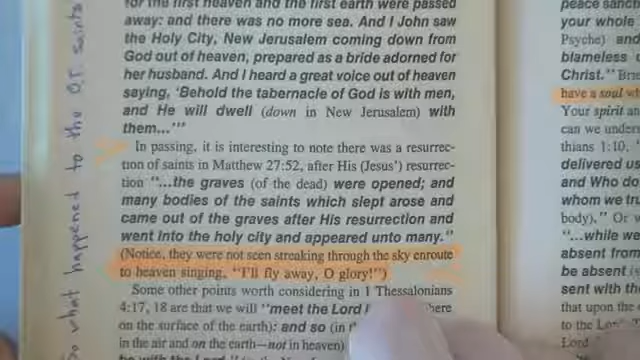 for the first heaven and the first earth were passed
away: and there was no more sea. And I John saw
the Holy City, New Jerusalem coming down from
God out of heaven, prepared as a bride adorned for
her husband. And I heard a great voice out of heaven
saying, 'Behold the tabernacle of God is with men,
and He will dwell (down in New Jerusalem) with
them...'"
In passing, it is interesting to note there was a resurrec-
tion of saints in Matthew 27:52, after His (Jesus') resurrec-
tion "...the graves (of the dead) were opened; and
many bodies of the saints which slept arose and
came out of the graves after His resurrection and
went into the holy city and appeared unto many."
(Notice, they were not seen streaking through the sky enroute
to heaven singing, "I'll fly away, O glory!")
Some other points worth considering in 1 Thessalonians
4:17, 18 are that we will "meet the Lord
on the surface of the earth): and so (in
in the air and on the earth—not in heaven)
be with the Lord
So what happened to the O.T. saints
peace
your whole
Psyche) and
blameless
Christ."
have a soul
Your spirit
can we
thians 1:10,
delivered us
and Who do
whom we
body)," Or
"...while we
absent from
be absent
sent with the
that upon the
to the
Lord